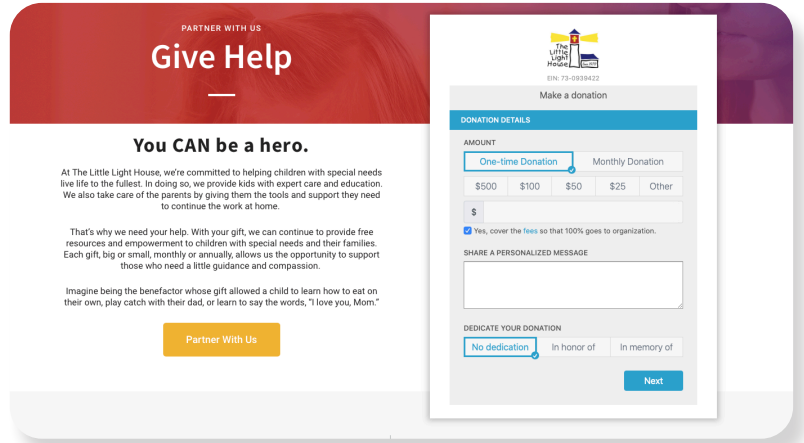 PARTNER WITH US
Give Help
You CAN be a hero.
At The Little Light House, we're committed to helping children with special needs
live life to the fullest. In doing so, we provide kids with expert care and education.
We also take care of the parents by giving them the tools and support they need
to continue the work at home.
That's why we need your help. With your gift, we can continue to provide free
resources and empowerment to children with special needs and their families.
Each gift, big or small, monthly or annually, allows us the opportunity to support
those who need a little guidance and compassion.
Imagine being the benefactor whose gift allowed a child to learn how to eat on
their own, play catch with their dad, or learn to say the words, "I love you, Mom."
Partner With Us
The
Little
Light
House
EIN: 73-0939422
Make a donation
DONATION DETAILS
AMOUNT
One-time Donation Monthly Donation
$500 $100 $50 $25 Other
$
Yes, cover the fees so that 100% goes to organization.
SHARE A PERSONALIZED MESSAGE
DEDICATE YOUR DONATION
No dedication In honor of In memory of
Next